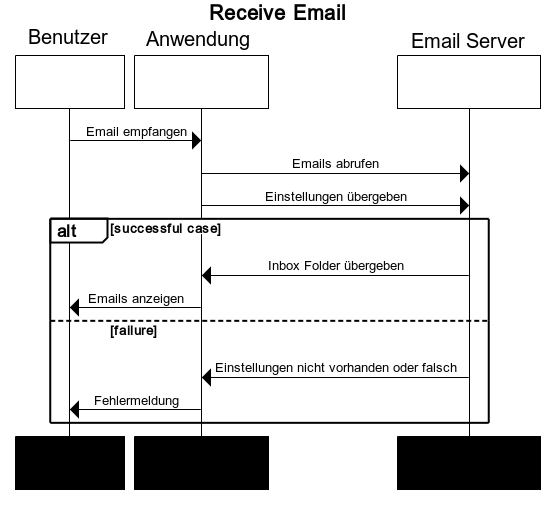 Receive Email
Benutzer
Anwendung
Email Server
Email empfangen
Emails abrufen
Einstellungen übergeben
alt
[successful case]
Inbox Folder übergeben
Emails anzeigen
[failure]
Einstellungen nicht vorhanden oder falsch
Fehlermeldung